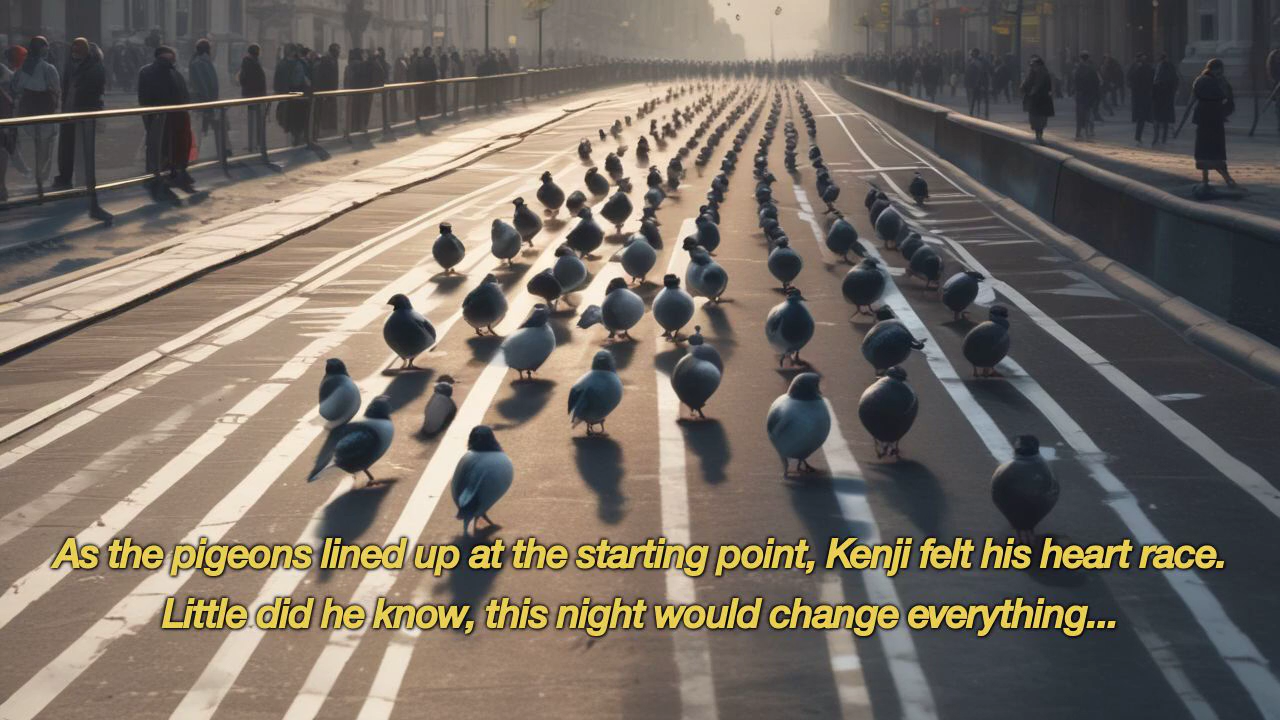 As the pigeons lined up at the starting point, Kenji felt his heart race.
Little did he know, this night would change everything...